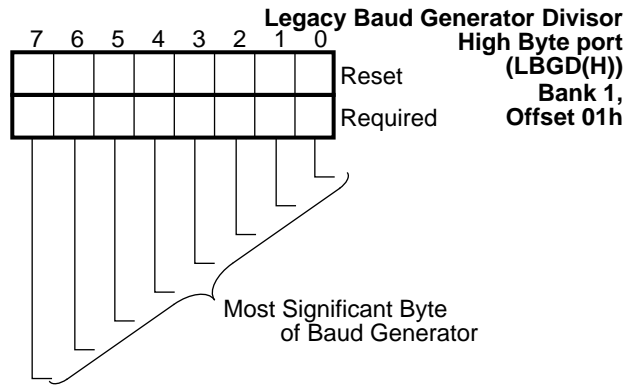 Legacy Baud Generator Divisor
High Byte port
(LBGD(H))
Bank 1,
Offset 01h
7 6 5 4 3 2 1 0
Reset
Required
Most Significant Byte
of Baud Generator